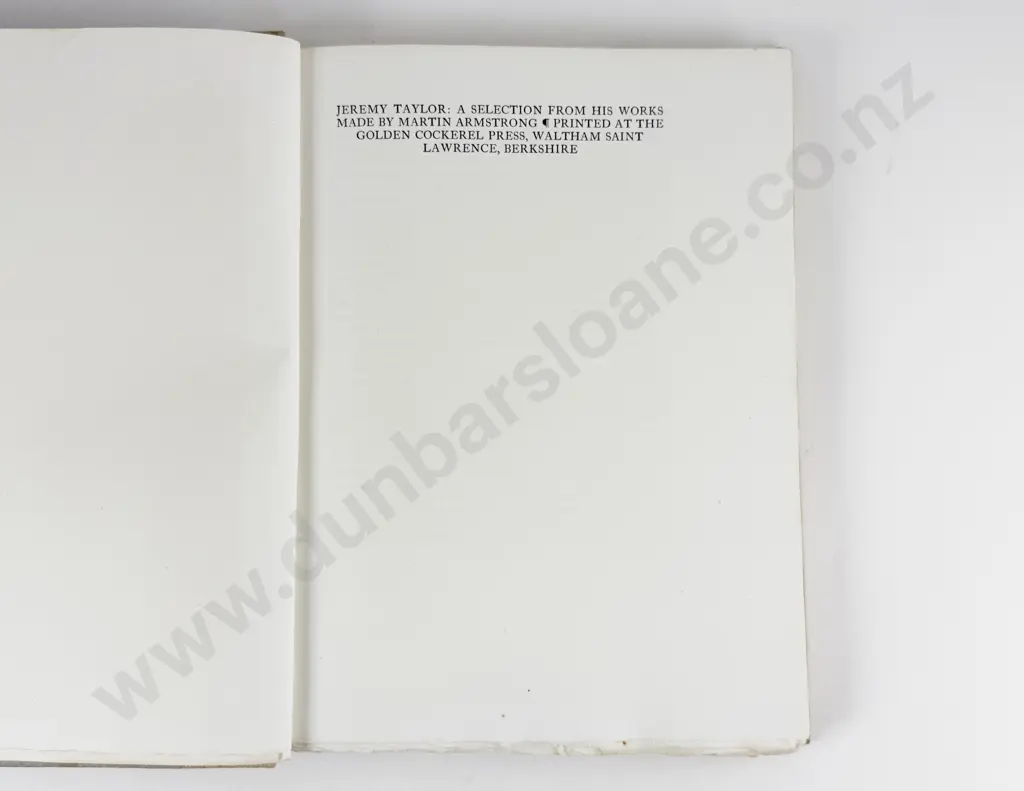 JEREMY TAYLOR: A SELECTION FROM HIS WORKS
MADE BY MARTIN ARMSTRONG ¶ PRINTED AT THE
GOLDEN COCKEREL PRESS, WALTHAM SAINT
LAWRENCE, BERKSHIRE
www.dunbarsloane.co.nz